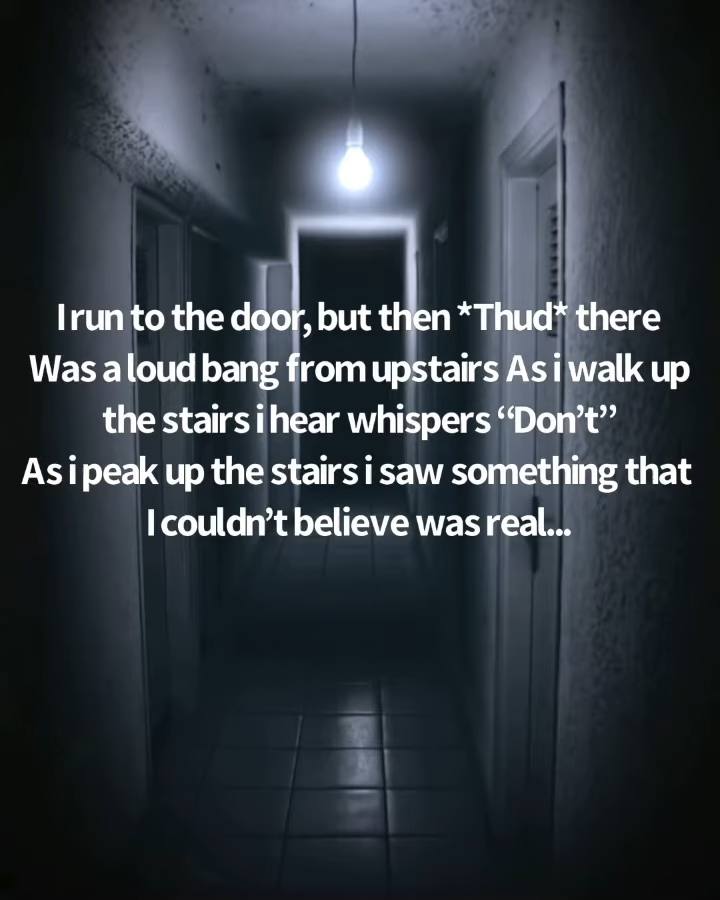 I run to the door, but then *Thud* there
Was a loud bang from upstairs As i walk up
the stairs i hear whispers “Don’t”
As i peak up the stairs i saw something that
I couldn’t believe was real...